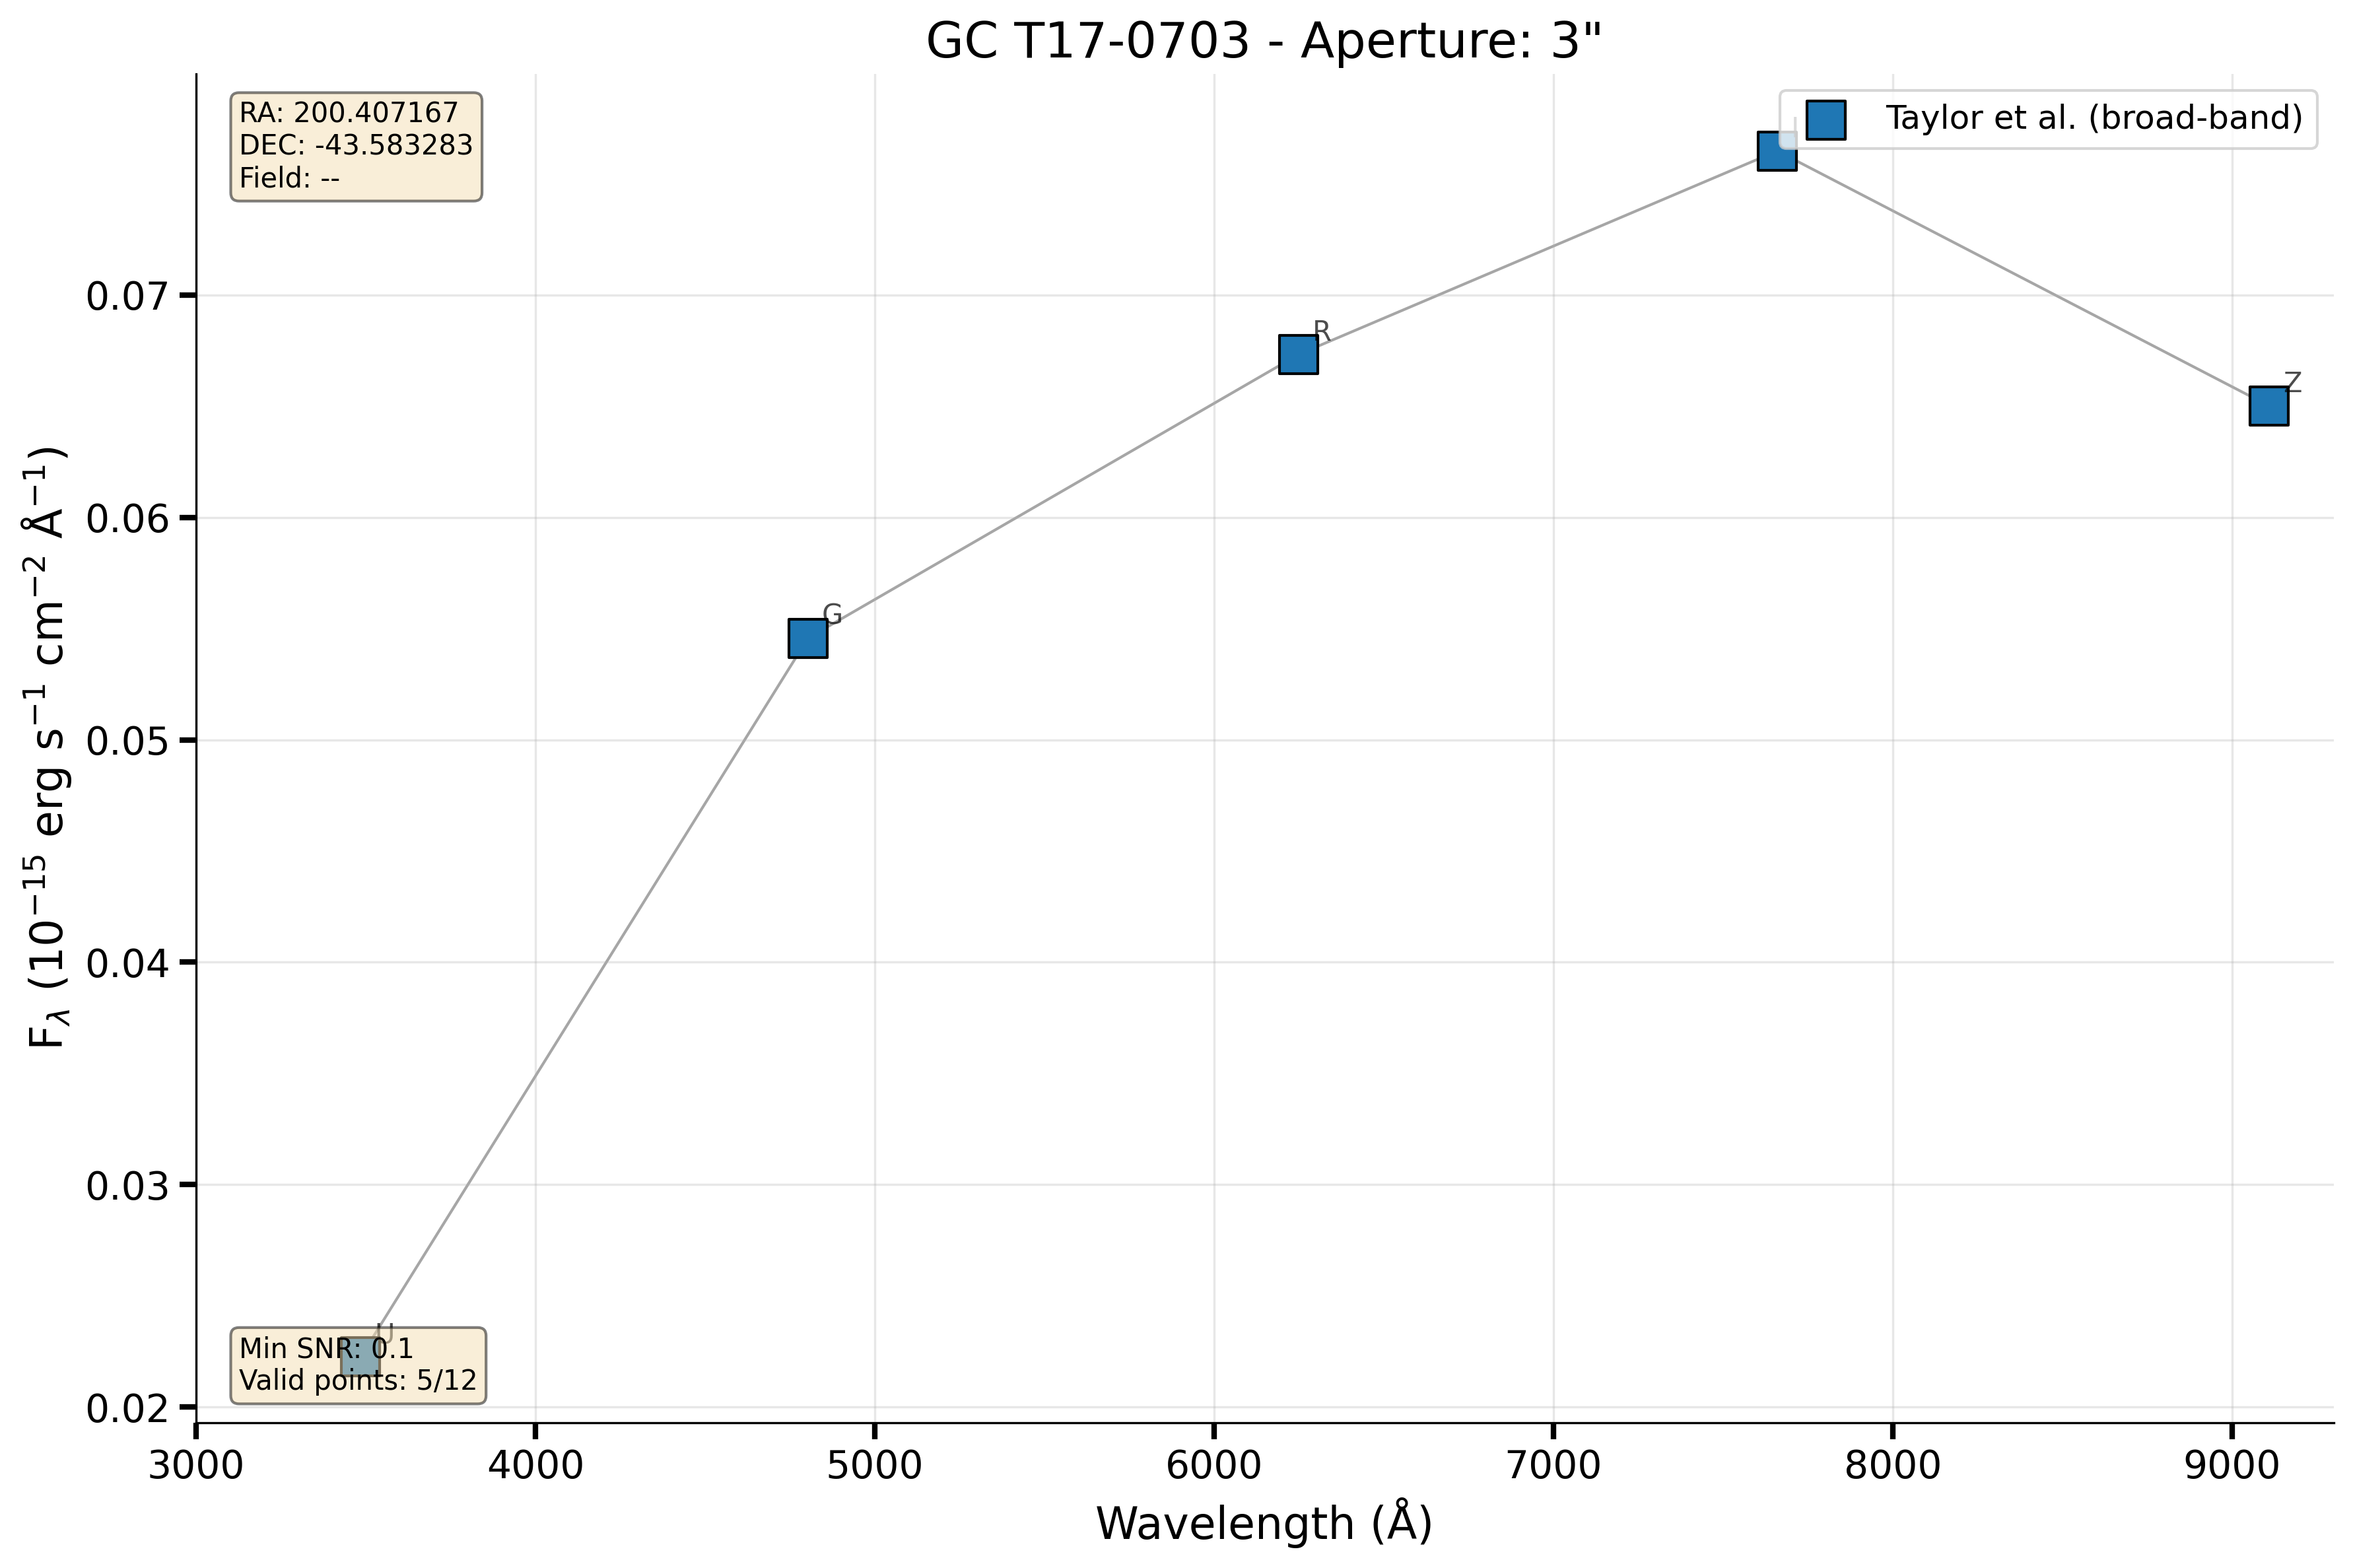 GC T17-0703 - Aperture: 3"
RA: 200.407167
DEC: -43.583283
Field: --
Taylor et al. (broad-band)
I
R
Z
G
U
Min SNR: 0.1
Valid points: 5/12
0.07
0.06
0.05
0.04
0.03
0.02
F_λ (10⁻¹⁵ erg s⁻¹ cm⁻² Å⁻¹)
3000 4000 5000 6000 7000 8000 9000
Wavelength (Å)